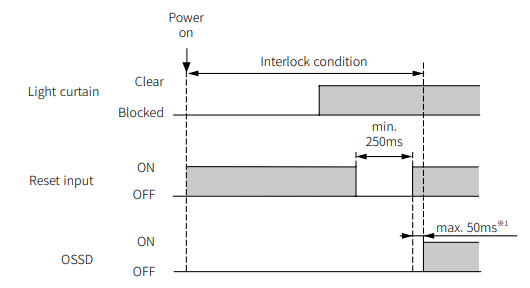 Power
on
Interlock condition
Clear
Light curtain
Blocked
min.
250ms
ON
Reset input
OFF
max. 50ms※1
ON
OSSD
OFF